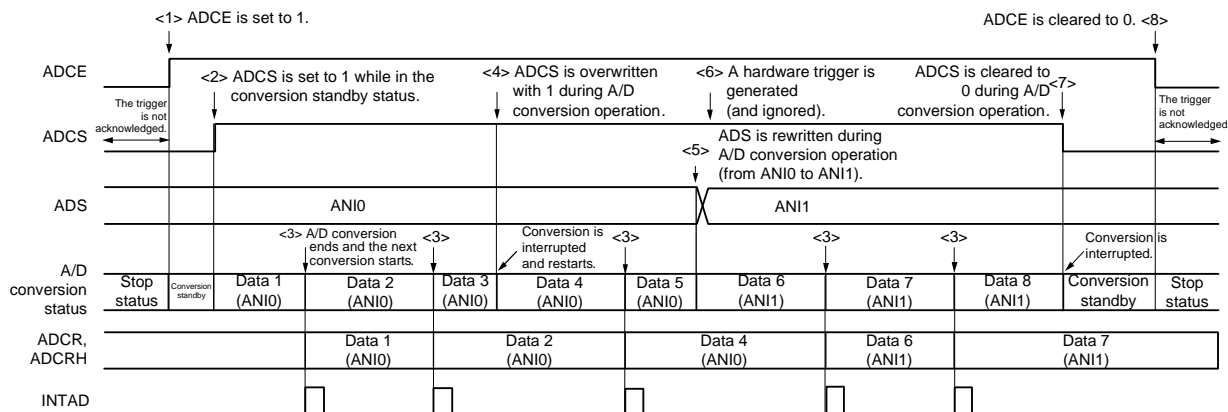 <1> ADCE is set to 1.
ADCE is cleared to 0. <8>
ADCE
<2> ADCS is set to 1 while in the
conversion standby status.
<4> ADCS is overwritten
with 1 during A/D
conversion operation.
<6> A hardware trigger is
generated
(and ignored).
ADCS is cleared to
0 during A/D
conversion operation.
<7>
The trigger
is not
acknowledged.
The trigger
is not
acknowledged
ADCS
<5>
ADS is rewritten during
A/D conversion operation
(from ANI0 to ANI1).
ADS
ANI0
ANI1
<3> A/D conversion
ends and the next
conversion starts.
<3>
Conversion is
interrupted
and restarts.
<3>
<3>
<3>
Conversion is
interrupted.
A/D
conversion
status
Stop
status
Conversion
standby
Data 1
(ANI0)
Data 2
(ANI0)
Data 3
(ANI0)
Data 4
(ANI0)
Data 5
(ANI0)
Data 6
(ANI1)
Data 7
(ANI1)
Data 8
(ANI1)
Conversion
standby
Stop
status
ADCR,
ADCRH
Data 1
(ANI0)
Data 2
(ANI0)
Data 4
(ANI0)
Data 6
(ANI1)
Data 7
(ANI1)
INTAD